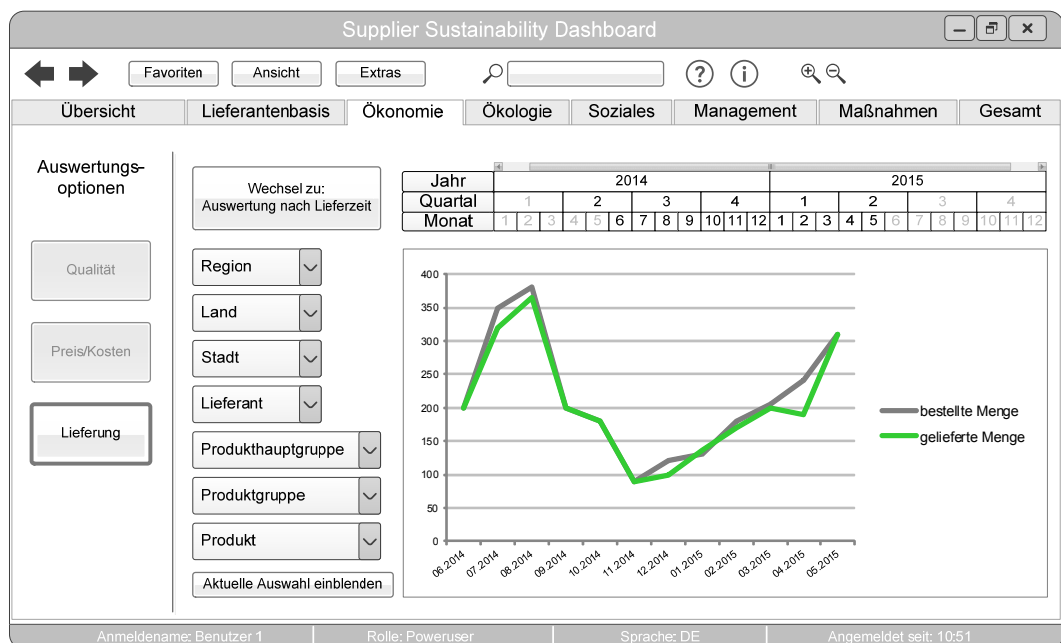 Supplier Sustainability Dashboard
Favoriten Ansicht Extras
Übersicht Lieferantenbasis Ökonomie Ökologie Soziales Management Maßnahmen Gesamt
Auswertungs-
optionen
Qualität
Preis/Kosten
Lieferung
Wechsel zu:
Auswertung nach Lieferzeit
Region
Land
Stadt
Lieferant
Produkthauptgruppe
Produktgruppe
Produkt
Aktuelle Auswahl einblenden
Jahr 2014 2015
Quartal 1 2 3 4 1 2 3 4
Monat 1 2 3 4 5 6 7 8 9 10 11 12 1 2 3 4 5 6 7 8 9 10 11 12
400
350
300
250
200
150
100
50
0
06.2014 07.2014 08.2014 09.2014 10.2014 11.2014 12.2014 01.2015 02.2015 03.2015 04.2015 05.2015
bestellte Menge
gelieferte Menge
Anmeldename: Benutzer 1 Rolle: Poweruser Sprache: DE Angemeldet seit: 10:51